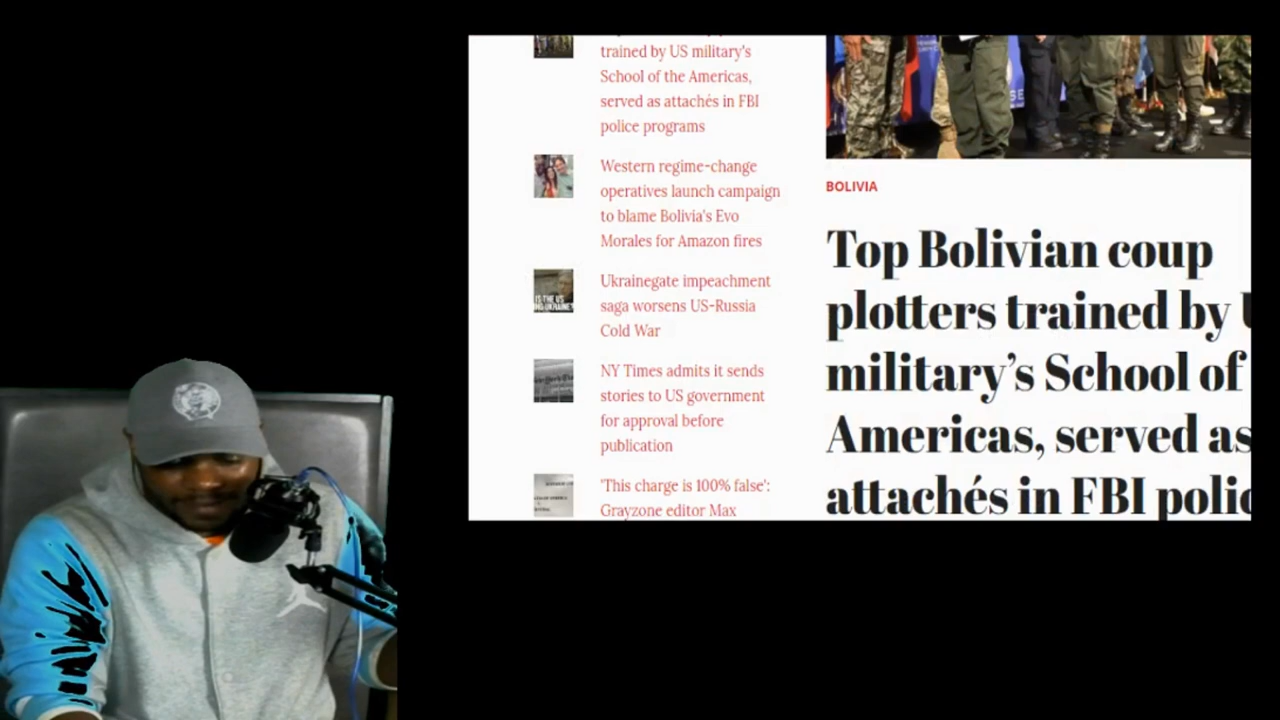 trained by US military's
School of the Americas,
served as attachés in FBI
police programs
Western regime-change
operatives launch campaign
to blame Bolivia's Evo
Morales for Amazon fires
Ukrainegate impeachment
saga worsens US-Russia
Cold War
NY Times admits it sends
stories to US government
for approval before
publication
'This charge is 100% false':
Grayzone editor Max
BOLIVIA
Top Bolivian coup
plotters trained by
military's School of
Americas, served as
attachés in FBI polic